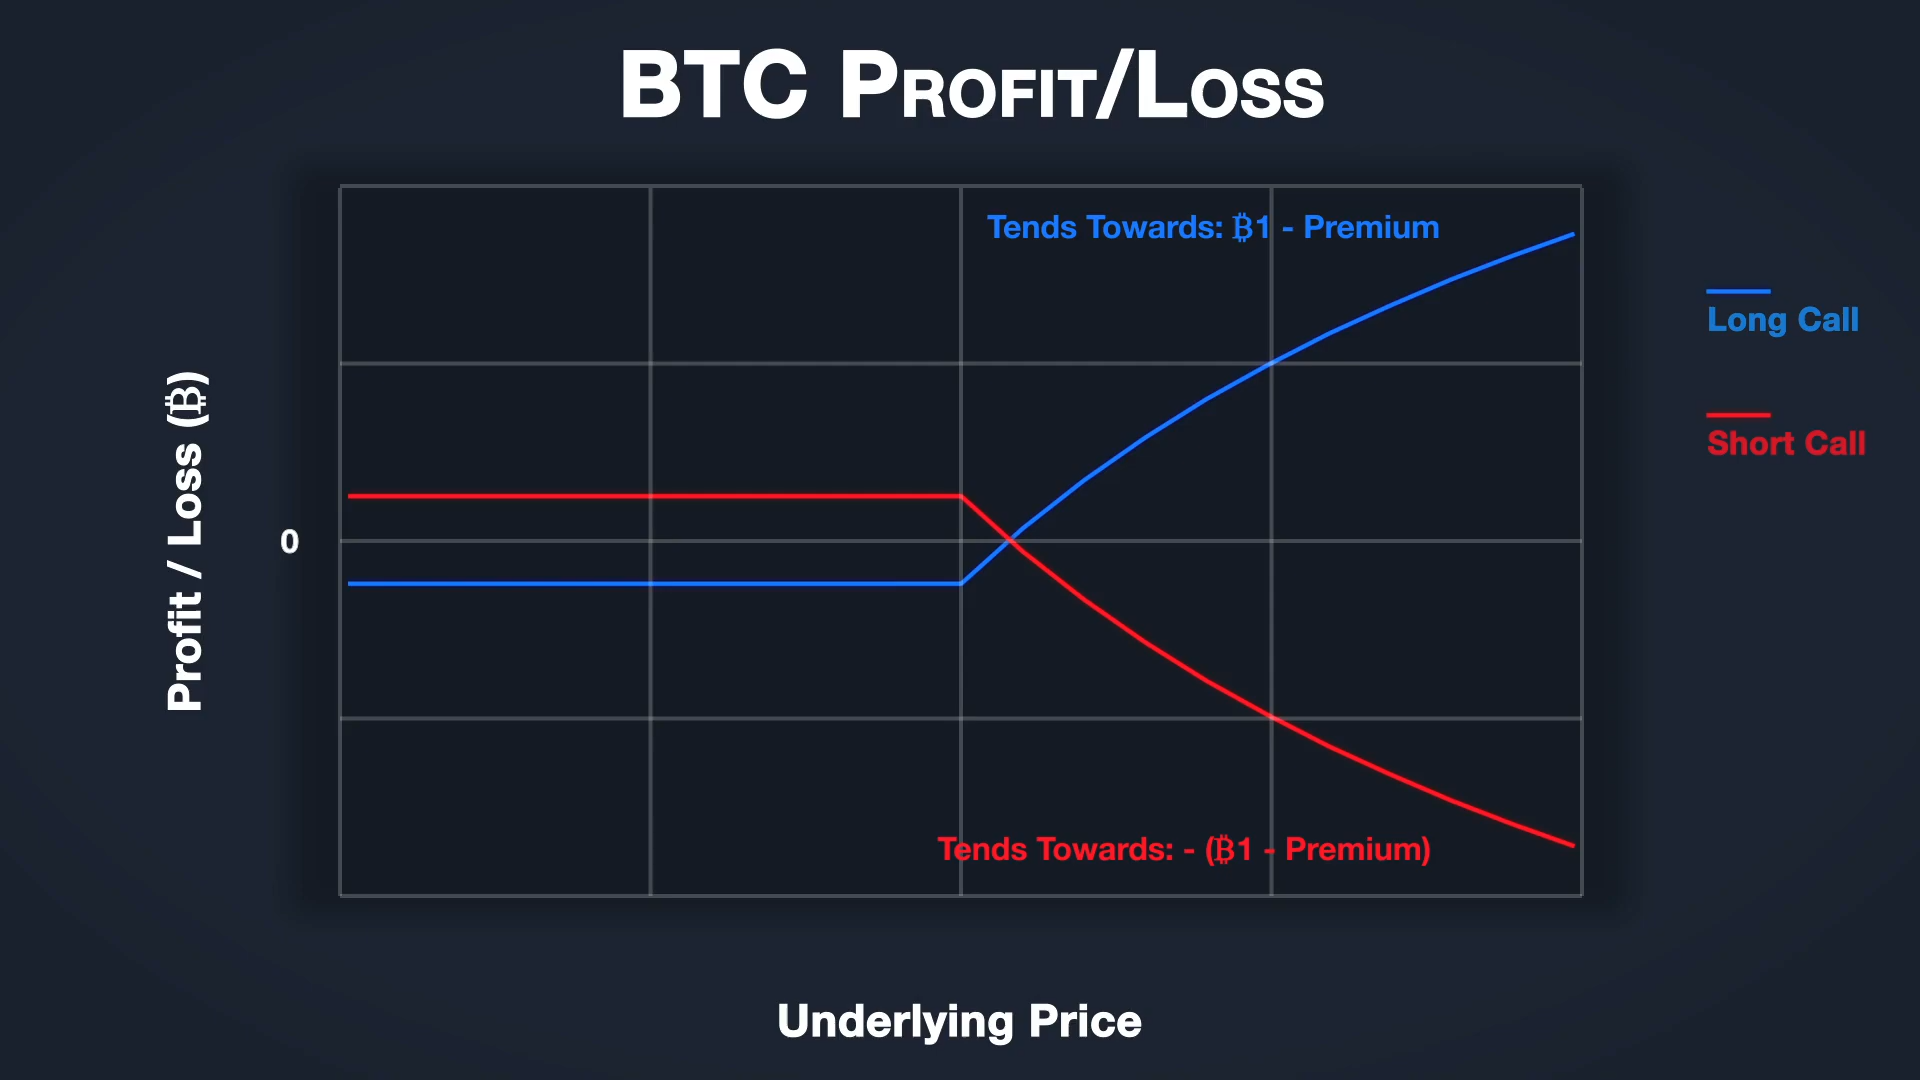 BTC Profit/Loss
Tends Towards: ₿1 - Premium
Long Call
Short Call
Profit / Loss (₿)
0
Tends Towards: - (₿1 - Premium)
Underlying Price